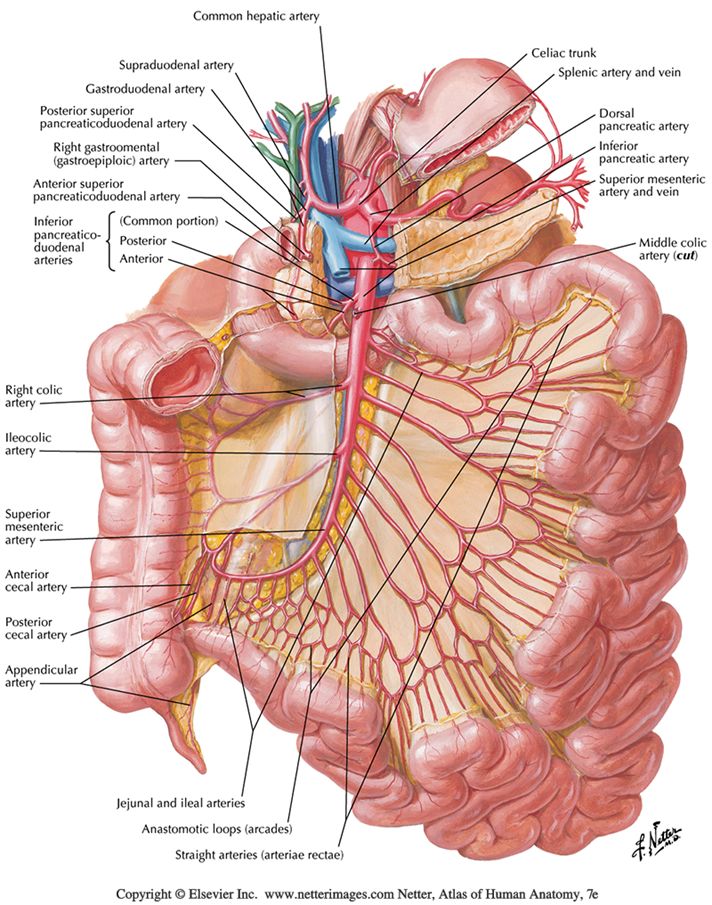 Common hepatic artery
Celiac trunk
Supraduodenal artery
Splenic artery and vein
Gastroduodenal artery
Posterior superior
pancreaticoduodenal artery
Dorsal
pancreatic artery
Right gastroomental
(gastroepiploic) artery
Inferior
pancreatic artery
Anterior superior
pancreaticoduodenal artery
Superior mesenteric
artery and vein
Inferior
pancreatico-
duodenal
arteries
(Common portion)
Posterior
Anterior
Middle colic
artery (cut)
Right colic
artery
Ileocolic
artery
Superior
mesenteric
artery
Anterior
cecal artery
Posterior
cecal artery
Appendicular
artery
Jejunal and ileal arteries
Anastomotic loops (arcades)
Straight arteries (arteriae rectae)
F. Netter
M.D.
Copyright © Elsevier Inc. www.netterimages.com Netter, Atlas of Human Anatomy, 7e